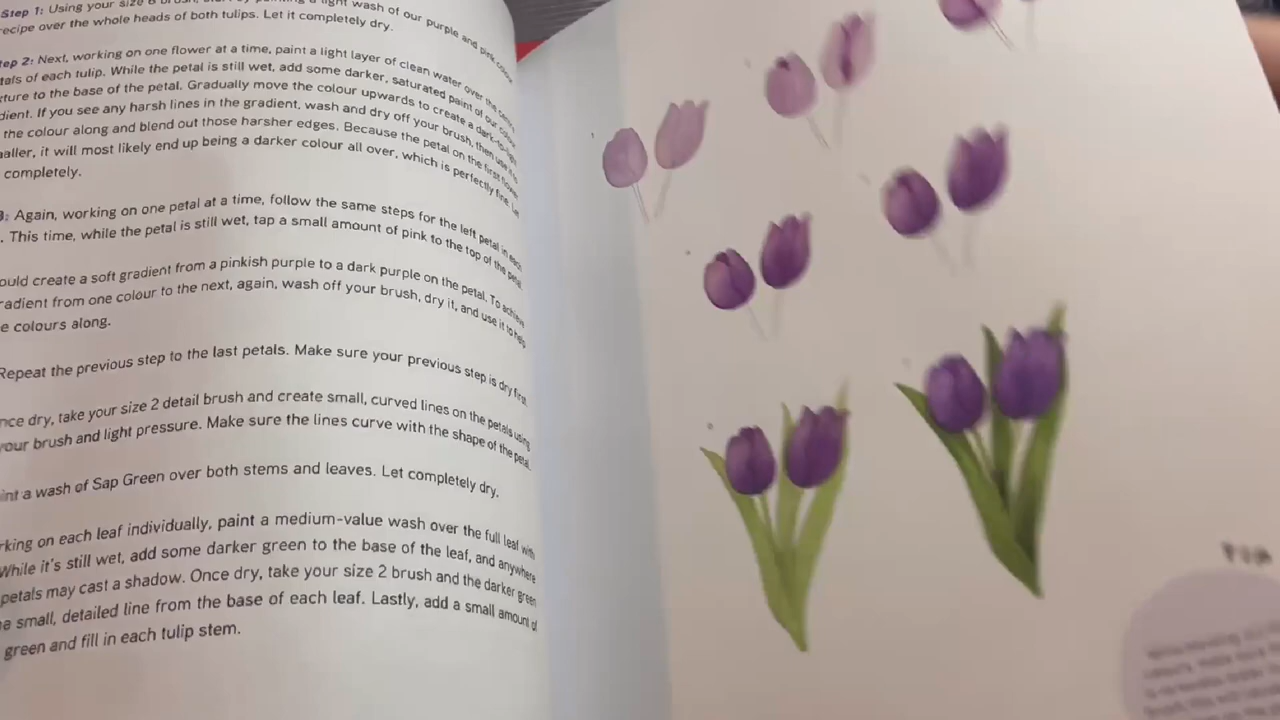 Step 1: Using your size 6 brush, start by painting a light wash of our purple and pink colour
recipe over the whole heads of both tulips. Let it completely dry.
tep 2: Next, working on one flower at a time, paint a light layer of clean water over the
tals of each tulip. While the petal is still wet, add some darker, saturated paint of our colour
ture to the base of the petal. Gradually move the colour upwards to create a dark-to-light
dient. If you see any harsh lines in the gradient, wash and dry off your brush, then use it to
the colour along and blend out those harsher edges. Because the petal on the first flower
aller, it will most likely end up being a darker colour all over, which is perfectly fine. Let
completely.
3: Again, working on one petal at a time, follow the same steps for the left petal in each
. This time, while the petal is still wet, tap a small amount of pink to the top of the petal.
ould create a soft gradient from a pinkish purple to a dark purple on the petal. To achieve
radient from one colour to the next, again, wash off your brush, dry it, and use it to help
e colours along.
Repeat the previous step to the last petals. Make sure your previous step is dry first.
nce dry, take your size 2 detail brush and create small, curved lines on the petals using
your brush and light pressure. Make sure the lines curve with the shape of the petal.
int a wash of Sap Green over both stems and leaves. Let completely dry.
rking on each leaf individually, paint a medium-value wash over the full leaf with
While it's still wet, add some darker green to the base of the leaf, and anywhere
petals may cast a shadow. Once dry, take your size 2 brush and the darker green
e small, detailed line from the base of each leaf. Lastly, add a small amount of
green and fill in each tulip stem.